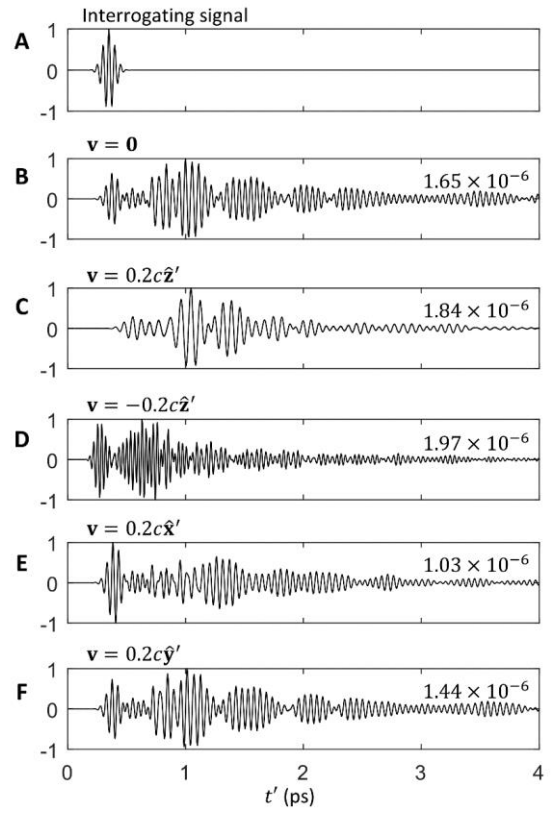 Interrogating signal
A
1
0
-1
v = 0
B
1
0
-1
1.65 × 10⁻⁶
v = 0.2cẑ′
C
1
0
-1
1.84 × 10⁻⁶
v = −0.2cẑ′
D
1
0
-1
1.97 × 10⁻⁶
v = 0.2cx̂′
E
1
0
-1
1.03 × 10⁻⁶
v = 0.2cŷ′
F
1
0
-1
1.44 × 10⁻⁶
0 1 2 3 4
t′ (ps)